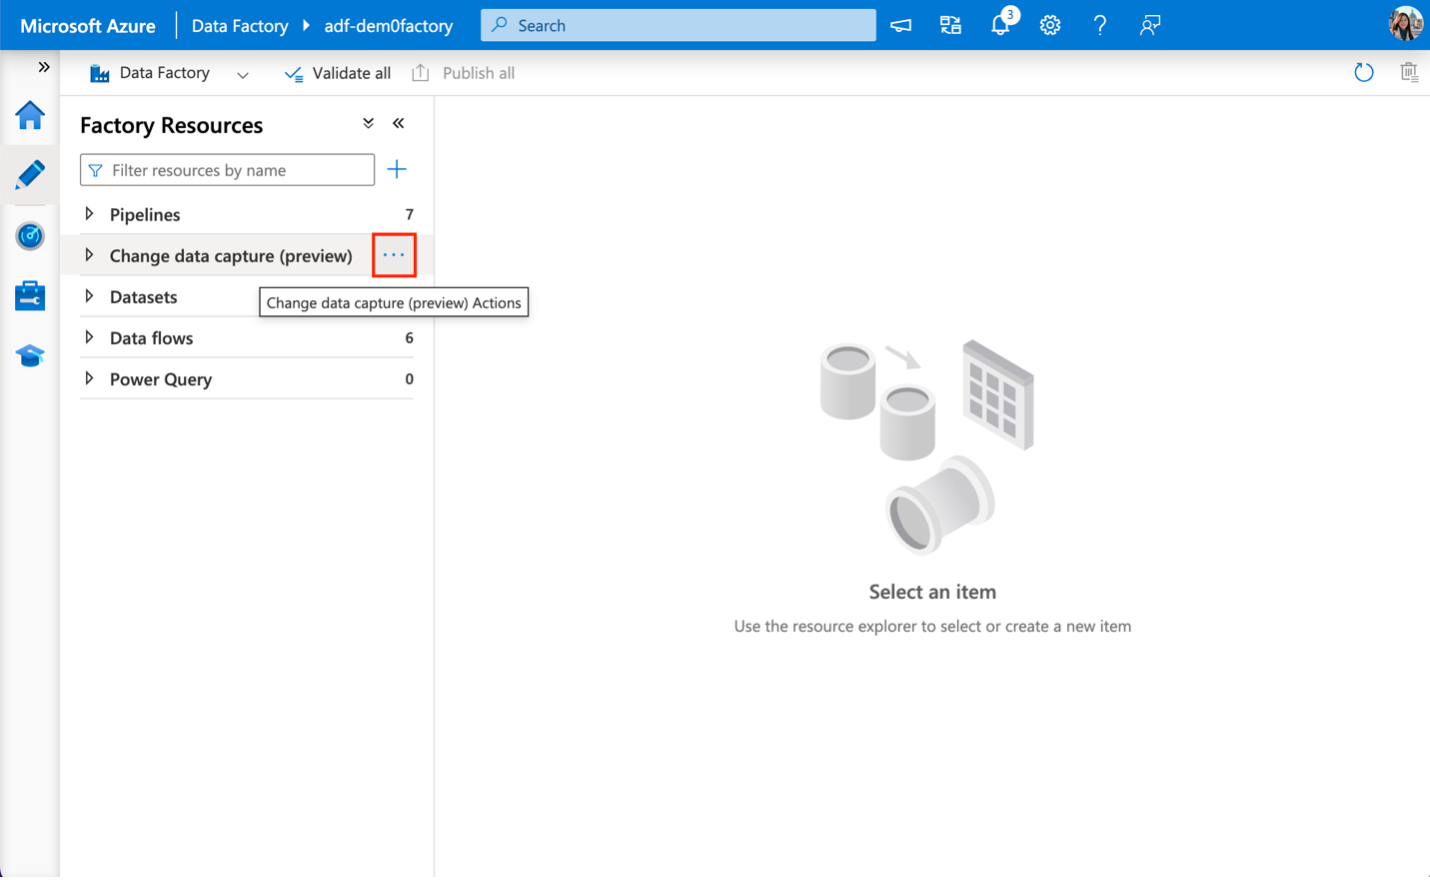 Microsoft Azure Data Factory adf-dem0factory Search 3 ?
Data Factory Validate all Publish all
Factory Resources
Filter resources by name
Pipelines 7
Change data capture (preview) ...
Datasets
Change data capture (preview) Actions
Data flows 6
Power Query 0
Select an item
Use the resource explorer to select or create a new item